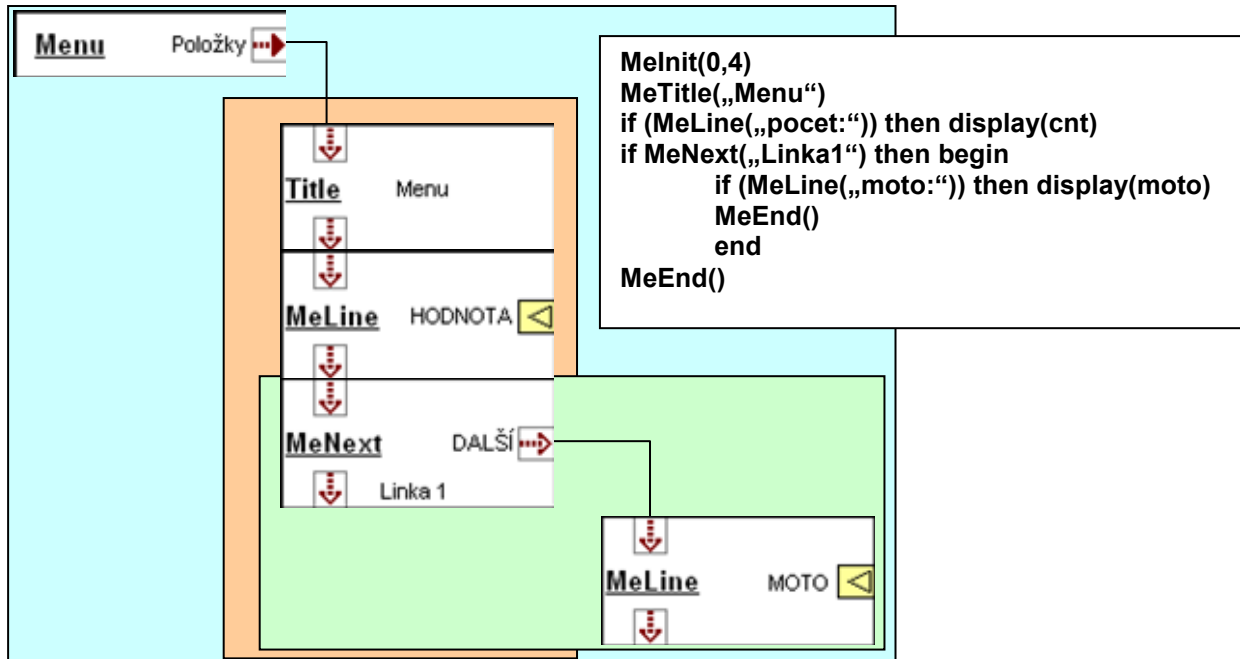 Menu Položky
MeInit(0,4)
MeTitle(„Menu“)
if (MeLine(„pocet:“)) then display(cnt)
if MeNext(„Linka1“) then begin
if (MeLine(„moto:“)) then display(moto)
MeEnd()
end
MeEnd()
Title Menu
MeLine HODNOTA
MeNext DALŠÍ
Linka 1
MeLine MOTO